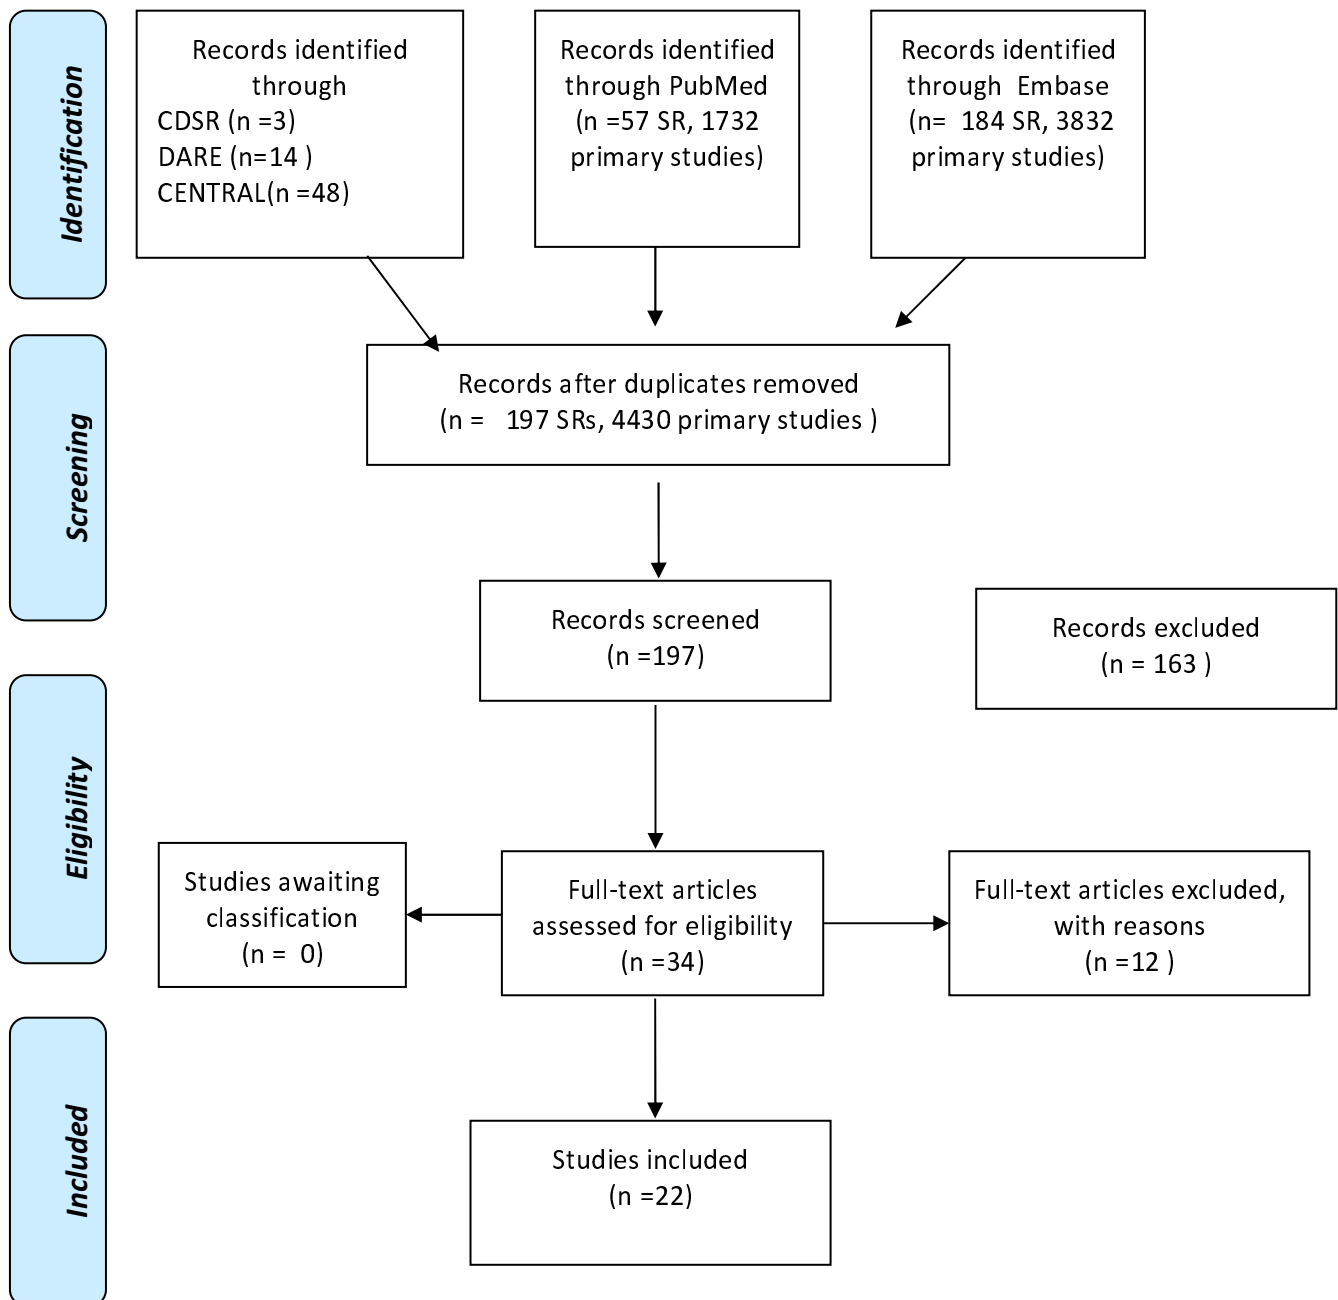 Identification
Records identified
through
CDSR (n =3)
DARE (n=14 )
CENTRAL(n =48)
Records identified
through PubMed
(n =57 SR, 1732
primary studies)
Records identified
through  Embase
(n=  184 SR, 3832
primary studies)
Screening
Records after duplicates removed
(n =   197 SRs, 4430 primary studies )
Records screened
(n =197)
Records excluded
(n = 163 )
Eligibility
Studies awaiting
classification
(n =  0)
Full-text articles
assessed for eligibility
(n =34)
Full-text articles excluded,
with reasons
(n =12 )
Included
Studies included
(n =22)